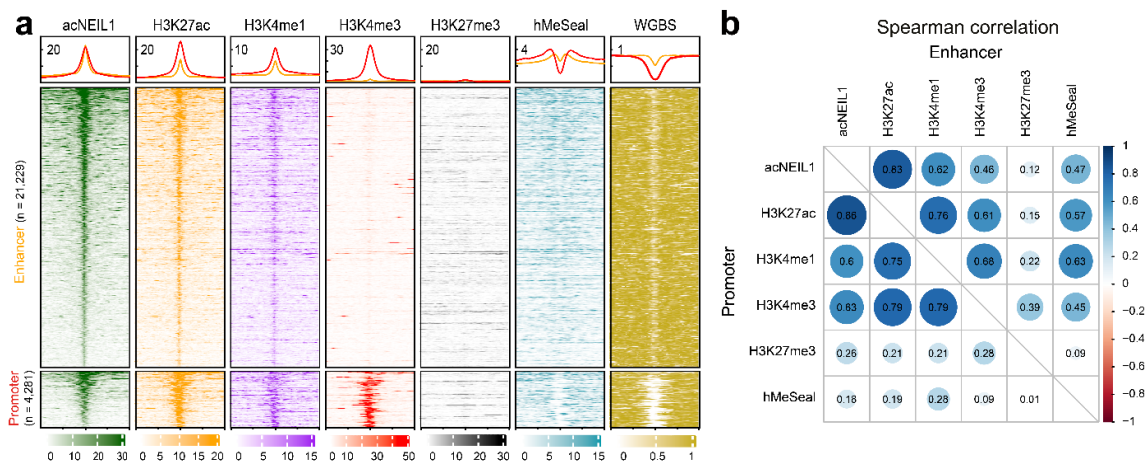 a
acNEIL1 H3K27ac H3K4me1 H3K4me3 H3K27me3 hMeSeal WGBS
20 20 10 30 20 4 1
Enhancer (n = 21,229)
Promoter
(n = 4,281)
0 10 20 30 0 5 10 15 20 0 5 10 15 0 10 20 30 40 50 0 10 20 30 0 5 10 15 0 0.5 1
b
Spearman correlation
Enhancer
acNEIL1 H3K27ac H3K4me1 H3K4me3 H3K27me3 hMeSeal
Promoter
acNEIL1 0.83 0.62 0.46 0.12 0.47
H3K27ac 0.86 0.76 0.61 0.15 0.57
H3K4me1 0.6 0.75 0.68 0.22 0.63
H3K4me3 0.63 0.79 0.79 0.39 0.45
H3K27me3 0.26 0.21 0.21 0.28 0.09
hMeSeal 0.18 0.19 0.28 0.09 0.01
1
0.8
0.6
0.4
0.2
0
-0.2
-0.4
-0.6
-0.8
-1